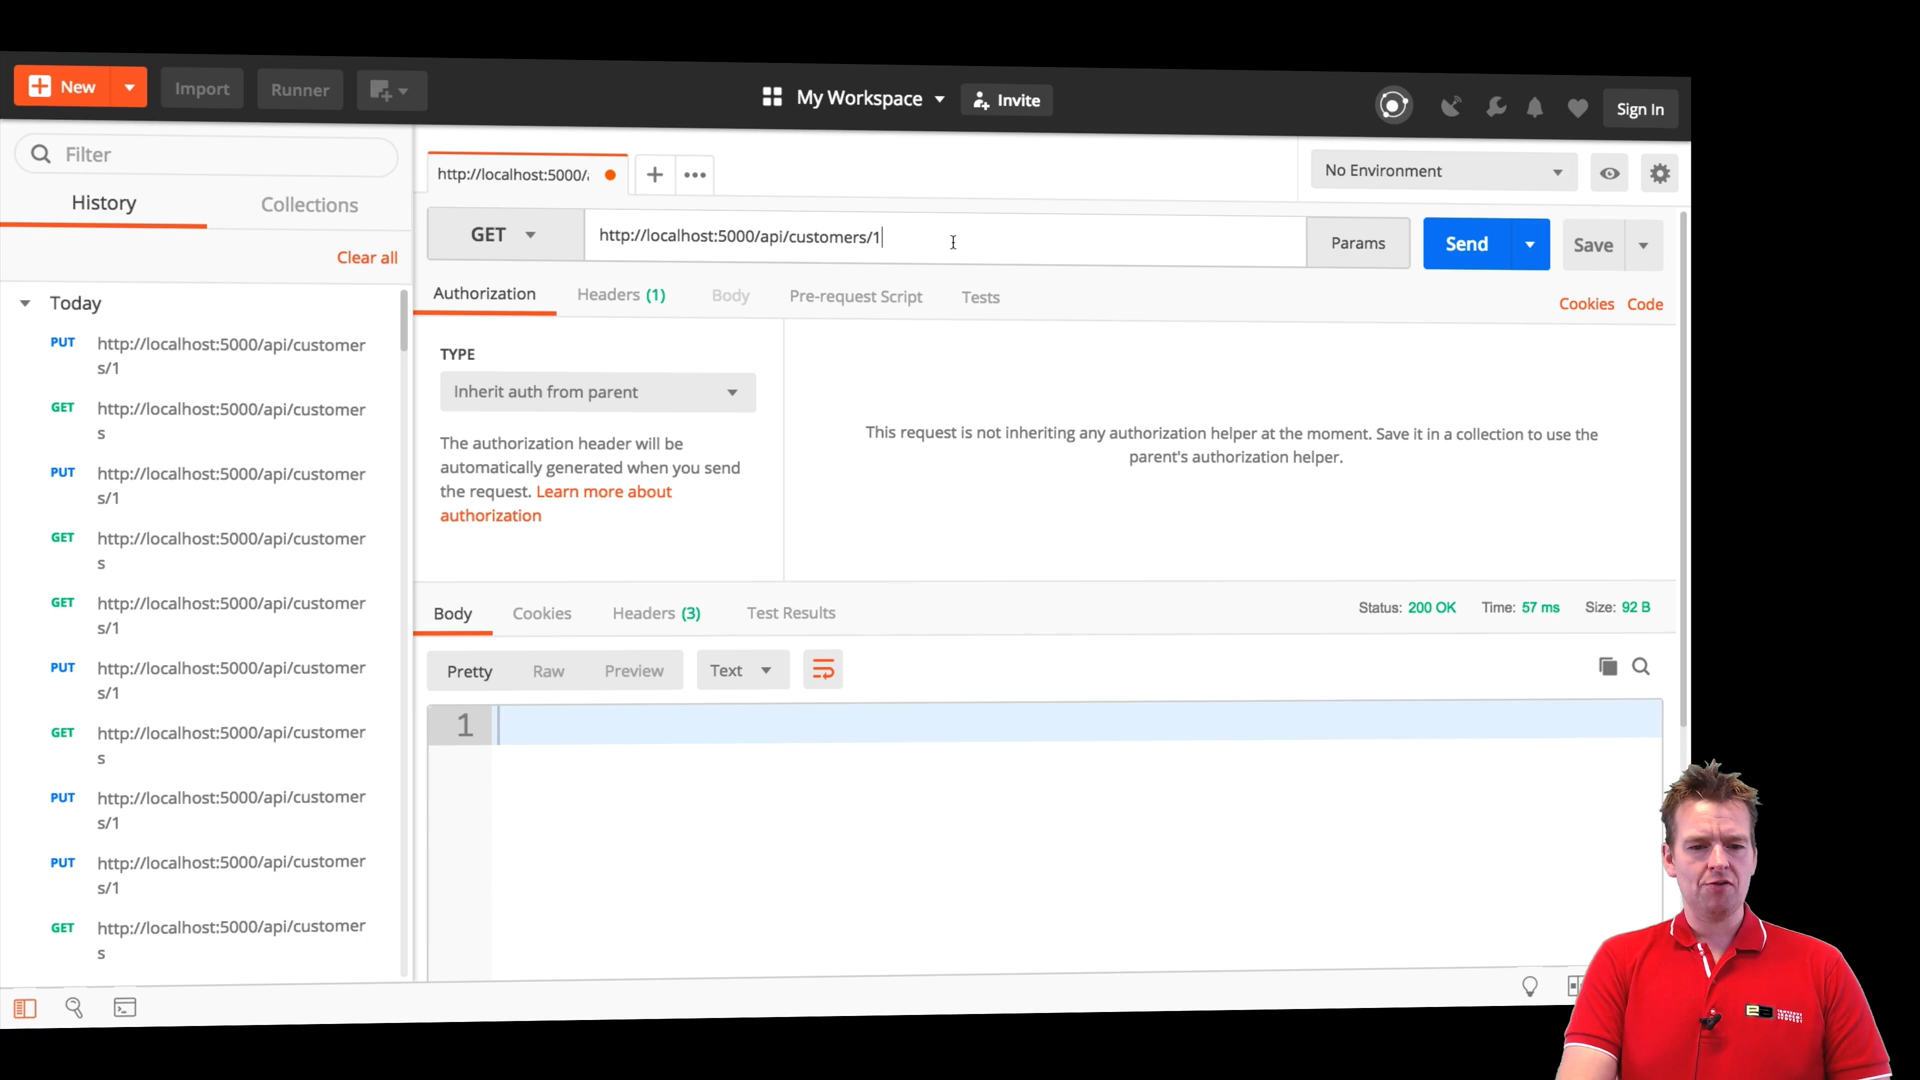 New
Import
Runner
My Workspace
Invite
Sign In
Filter
History
Collections
Clear all
Today
PUT http://localhost:5000/api/customer
s/1
GET http://localhost:5000/api/customer
s
PUT http://localhost:5000/api/customer
s/1
GET http://localhost:5000/api/customer
s
GET http://localhost:5000/api/customer
s/1
PUT http://localhost:5000/api/customer
s/1
GET http://localhost:5000/api/customer
s
PUT http://localhost:5000/api/customer
s/1
PUT http://localhost:5000/api/customer
s/1
GET http://localhost:5000/api/customer
s
http://localhost:5000/
No Environment
GET
http://localhost:5000/api/customers/1
Params
Send
Save
Authorization
Headers (1)
Body
Pre-request Script
Tests
Cookies
Code
TYPE
Inherit auth from parent
The authorization header will be
automatically generated when you send
the request. Learn more about
authorization
This request is not inheriting any authorization helper at the moment. Save it in a collection to use the
parent's authorization helper.
Body
Cookies
Headers (3)
Test Results
Status: 200 OK
Time: 57 ms
Size: 92 B
Pretty
Raw
Preview
Text
1